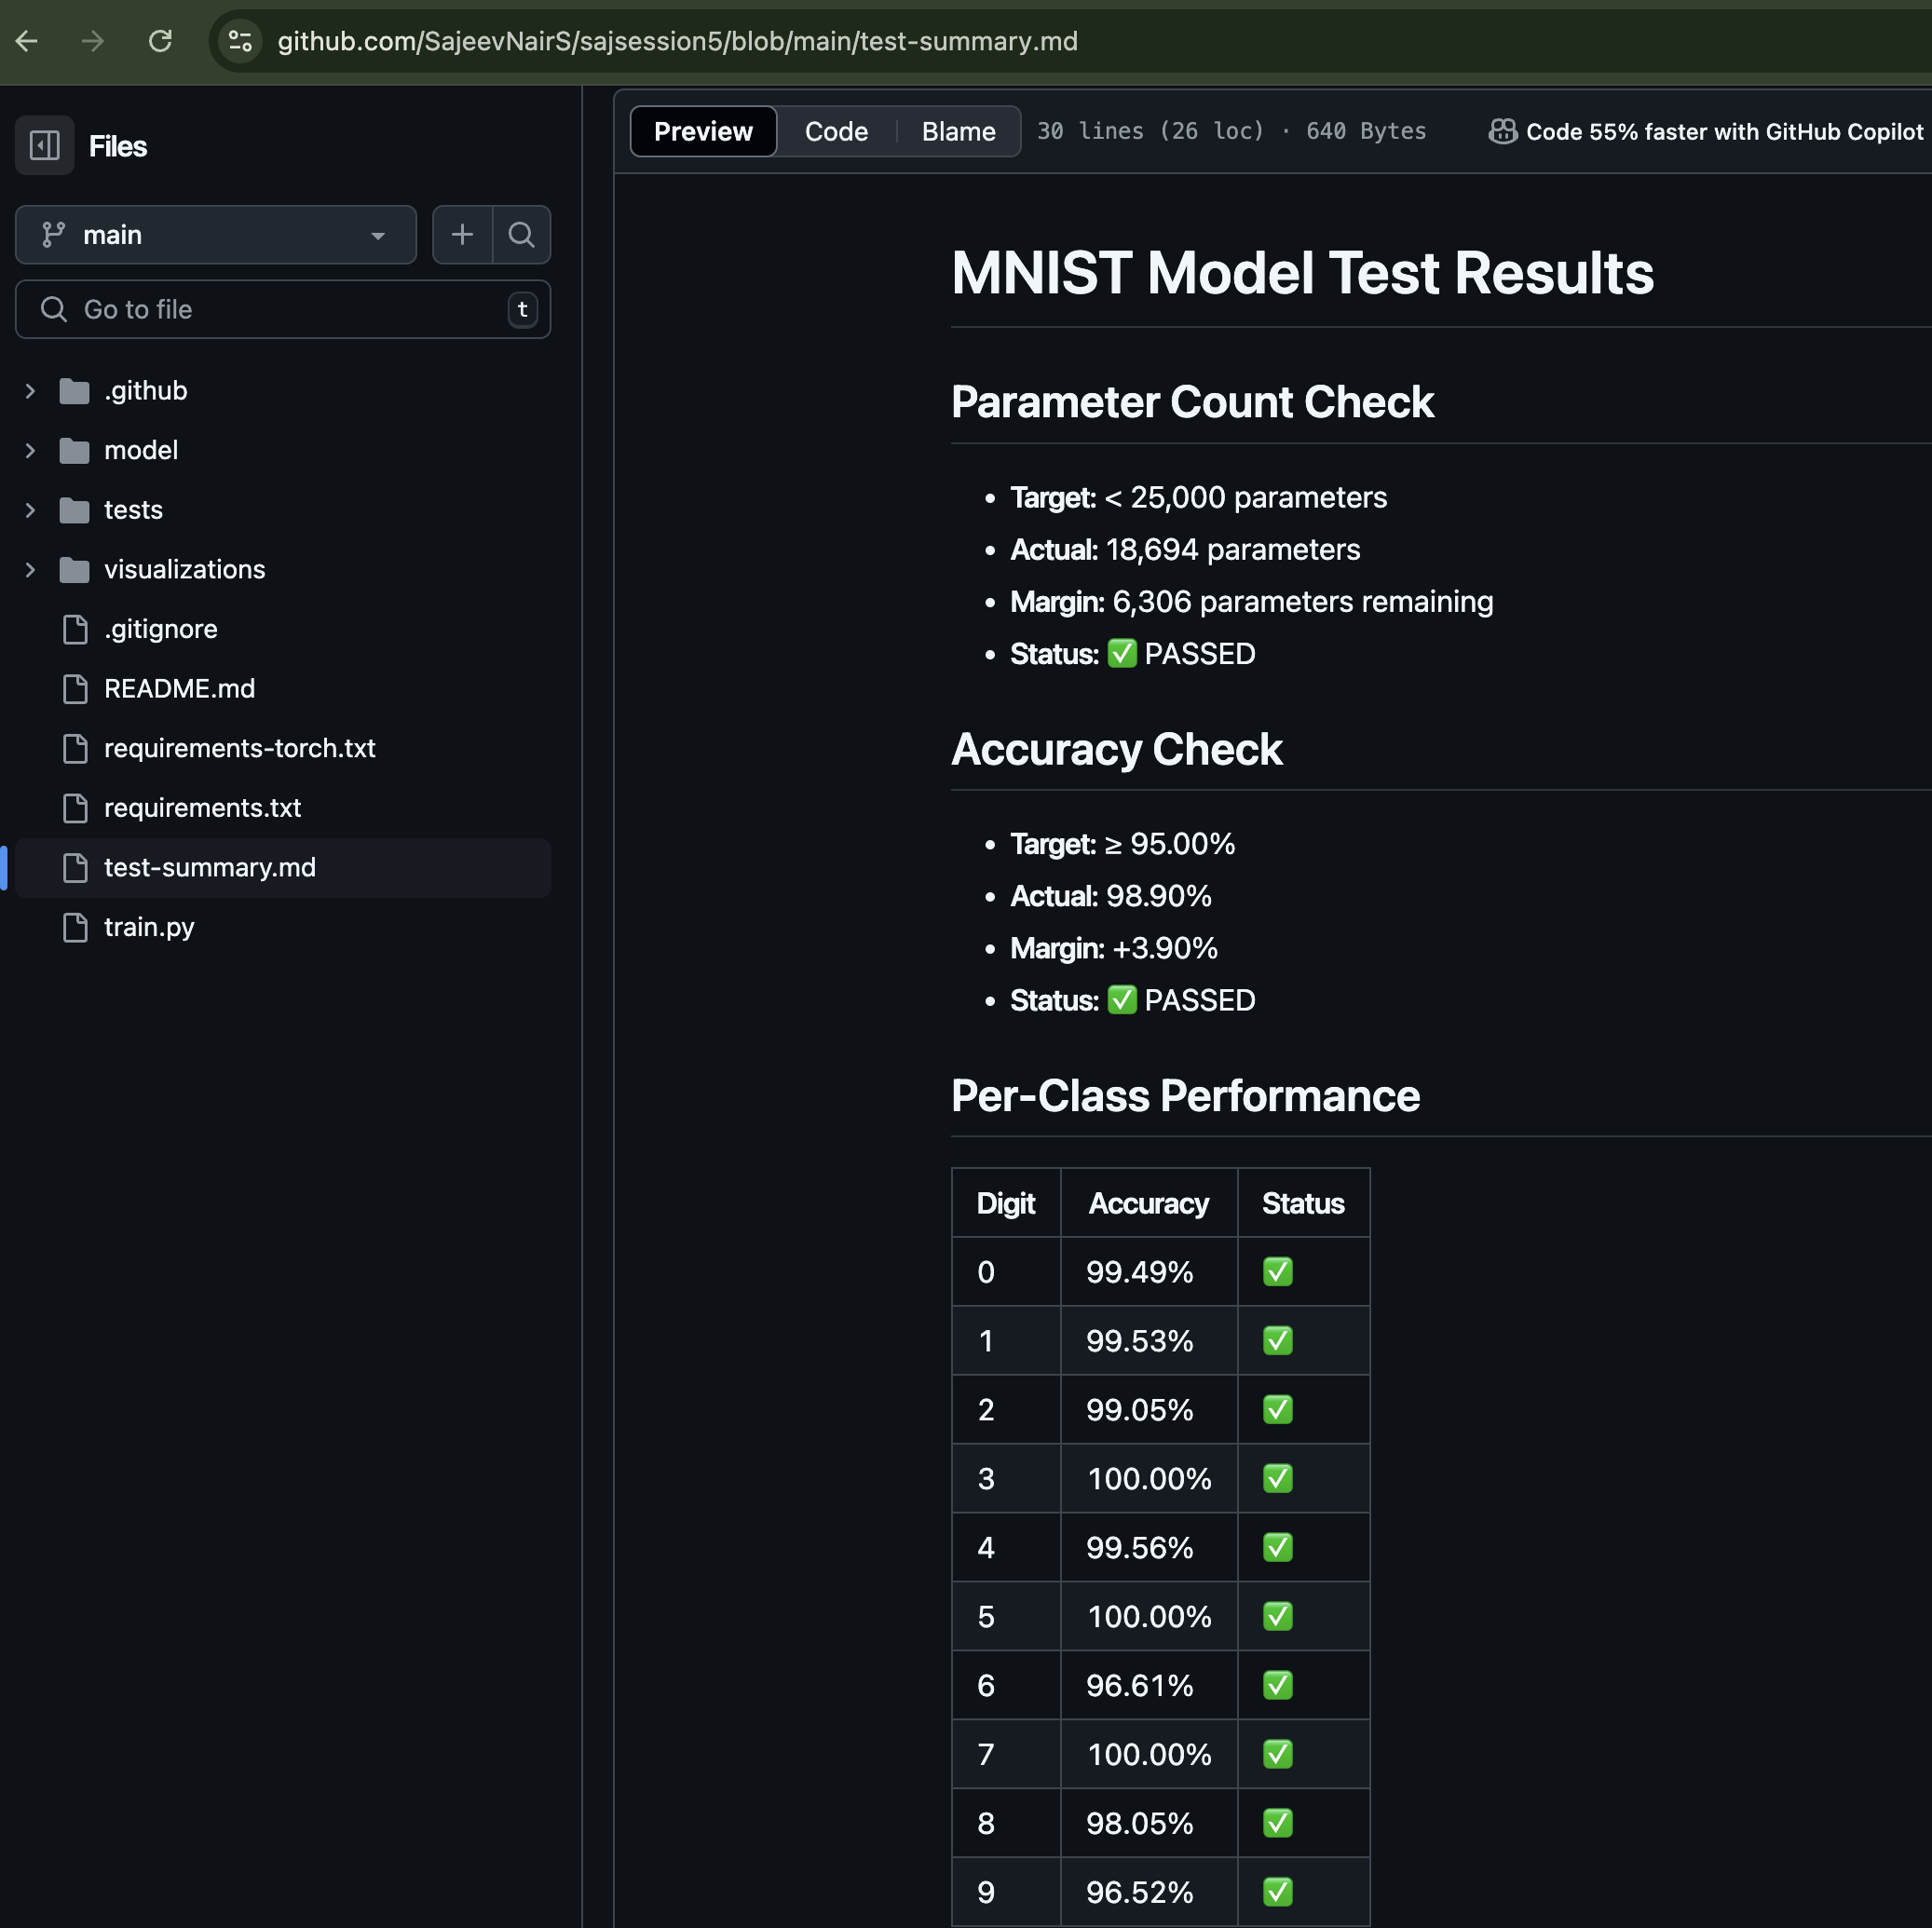 github.com/SajeevNairS/sajsession5/blob/main/test-summary.md
Files
main
Go to file
t
.github
model
tests
visualizations
.gitignore
README.md
requirements-torch.txt
requirements.txt
test-summary.md
train.py
Preview Code Blame 30 lines (26 loc) · 640 Bytes Code 55% faster with GitHub Copilot
MNIST Model Test Results
Parameter Count Check
• Target: < 25,000 parameters
• Actual: 18,694 parameters
• Margin: 6,306 parameters remaining
• Status: ✅ PASSED
Accuracy Check
• Target: ≥ 95.00%
• Actual: 98.90%
• Margin: +3.90%
• Status: ✅ PASSED
Per-Class Performance
Digit Accuracy Status
0 99.49% ✅
1 99.53% ✅
2 99.05% ✅
3 100.00% ✅
4 99.56% ✅
5 100.00% ✅
6 96.61% ✅
7 100.00% ✅
8 98.05% ✅
9 96.52% ✅